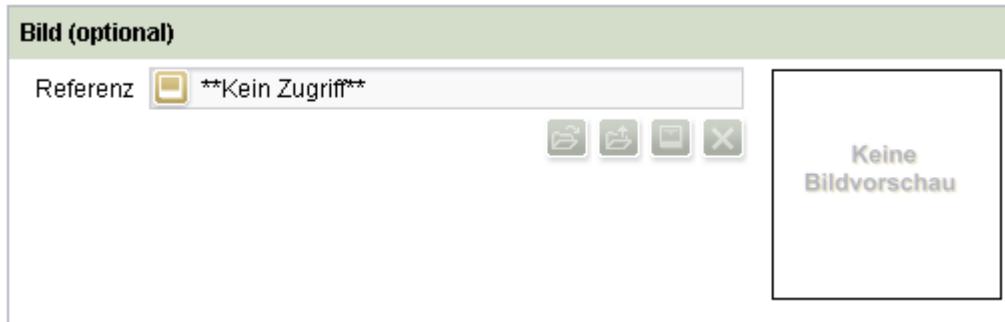 Bild (optional)
Referenz **Kein Zugriff**
Keine
Bildvorschau